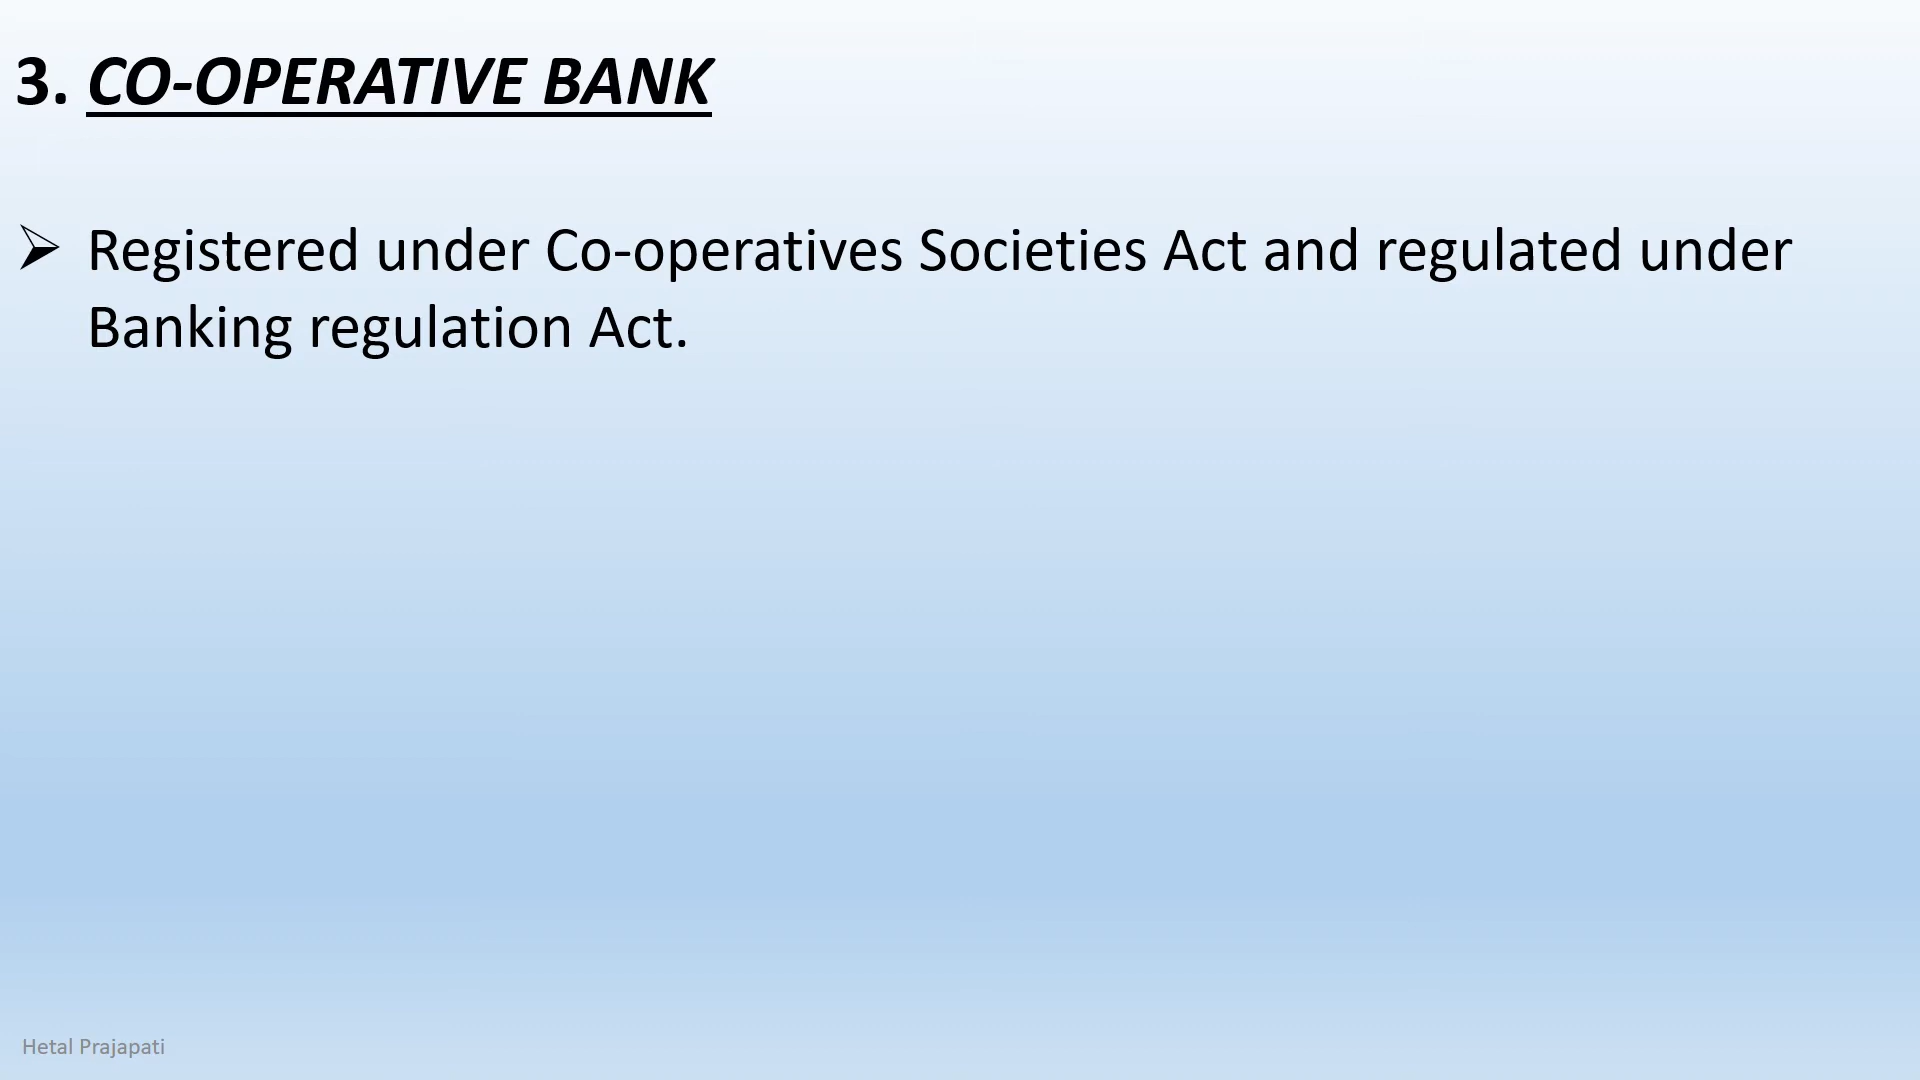 3. CO-OPERATIVE BANK
➢ Registered under Co-operatives Societies Act and regulated under
Banking regulation Act.
Hetal Prajapati